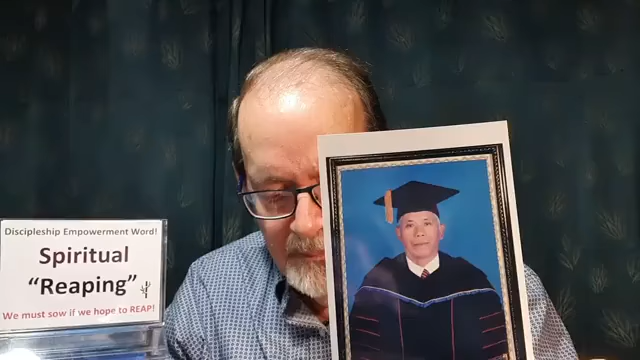 Discipleship Empowerment Word!
Spiritual
“Reaping”
We must sow if we hope to REAP!